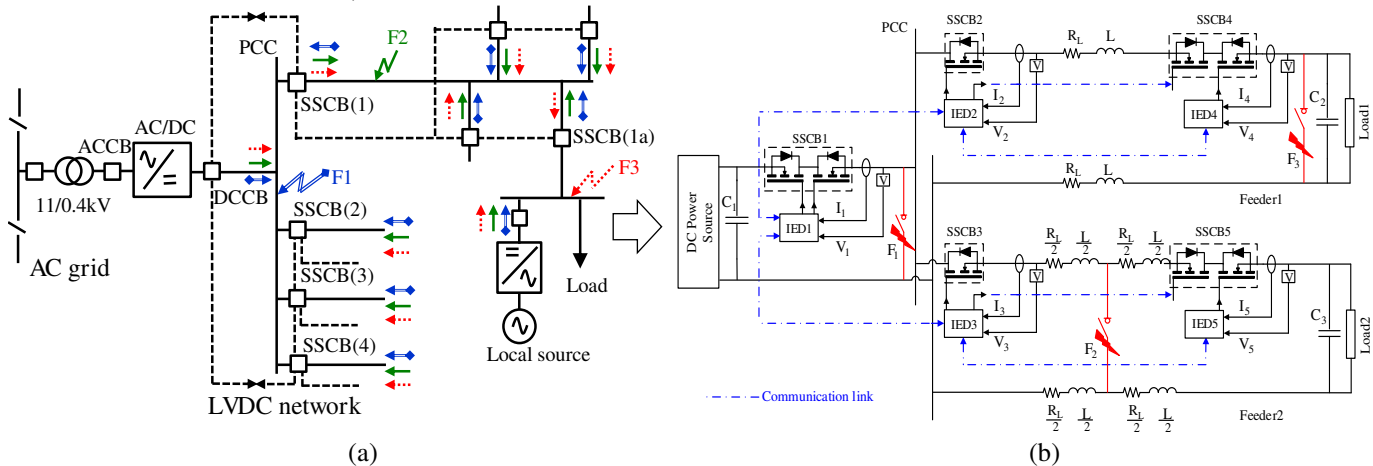 PCC
F2
SSCB(1)
AC/DC
ACCB
SSCB(1a)
DCCB
F1
F3
11/0.4kV
SSCB(2)
AC grid
SSCB(3)
Load
SSCB(4)
Local source
LVDC network
(a)
PCC
SSCB2
R_L
L
SSCB4
V
V
I_2
I_4
IED2
IED4
V_2
V_4
C_2
Load1
F_3
SSCB1
R_L
L
Feeder1
V
DC Power
Source
C_1
I_1
IED1
V_1
F_1
SSCB3
R_L/2
L/2
R_L/2
L/2
SSCB5
V
V
I_3
I_5
IED3
IED5
V_3
V_5
F_2
C_3
Load2
Communication link
R_L/2
L/2
R_L/2
L/2
Feeder2
(b)